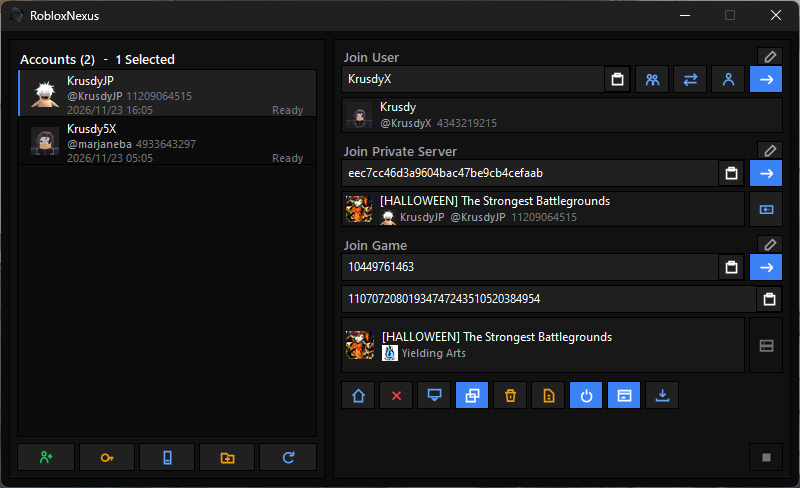 RobloxNexus
Accounts (2) - 1 Selected
KrusdyJP
@KrusdyJP 11209064515
2026/11/23 16:05 Ready
Krusdy5X
@marjaneba 4933643297
2026/11/23 05:05 Ready
Join User
KrusdyX
Krusdy
@KrusdyX 4343219215
Join Private Server
eec7cc46d3a9604bac47be9cb4cefaab
[HALLOWEEN] The Strongest Battlegrounds
KrusdyJP @KrusdyJP 11209064515
Join Game
10449761463
11070720801934747243510520384954
[HALLOWEEN] The Strongest Battlegrounds
Yielding Arts